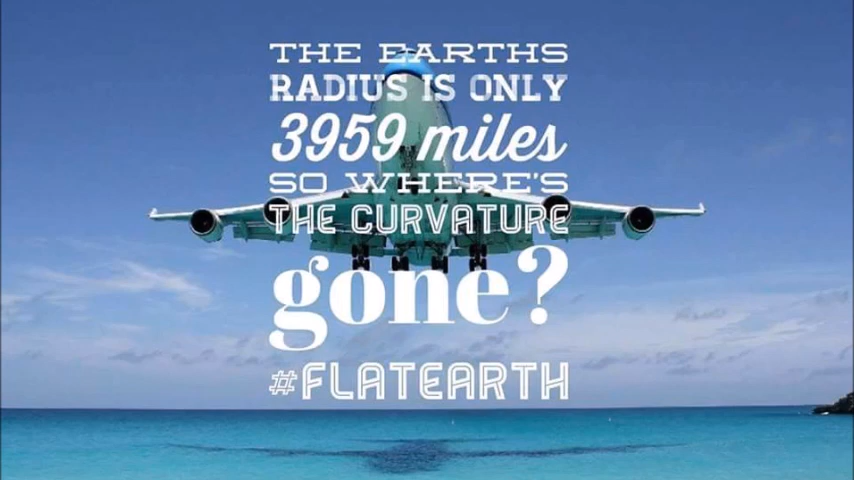 THE EARTHS
RADIUS IS ONLY
3959 miles
SO WHERE'S
THE CURVATURE
gone?
#FLATEARTH